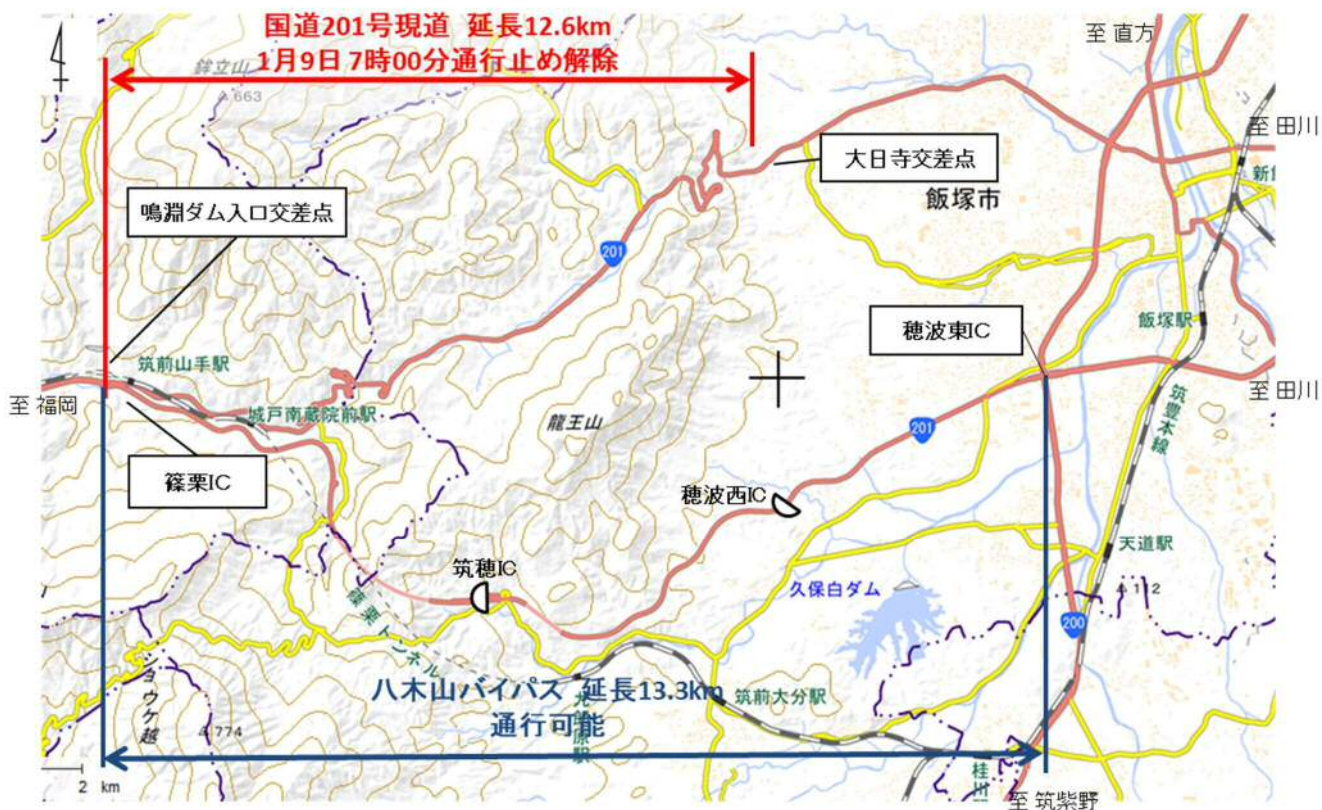 国道201号現道 延長12.6km
1月9日 7時00分通行止め解除
至 直方
鉾立山
663
至 田川
大日寺交差点
飯塚市
鳴淵ダム入口交差点
201
穂波東IC
飯塚駅
筑前山手駅
至 福岡
城戸南蔵院前駅
龍王山
至 田川
筑豊本線
201
篠栗IC
穂波西IC
天道駅
筑穂IC
久保白ダム
112
篠栗トンネル
200
ショウケ越
八木山バイパス 延長13.3km
通行可能
筑前大分駅
774
2 km
至 筑紫野